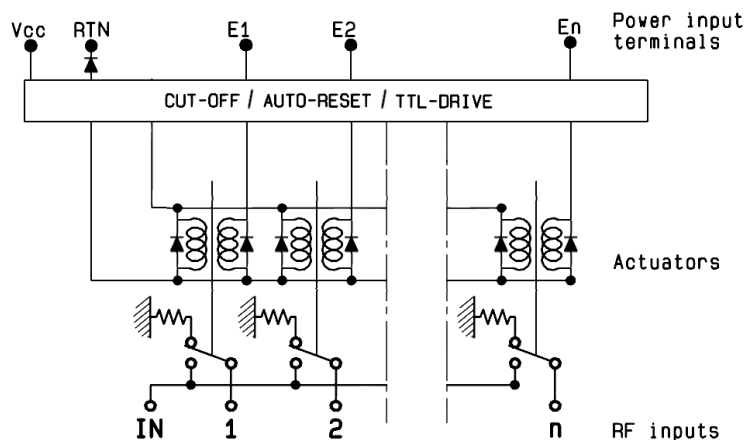 Vcc RTN E1 E2 En Power input
terminals
CUT-OFF / AUTO-RESET / TTL-DRIVE
Actuators
IN 1 2 n RF inputs